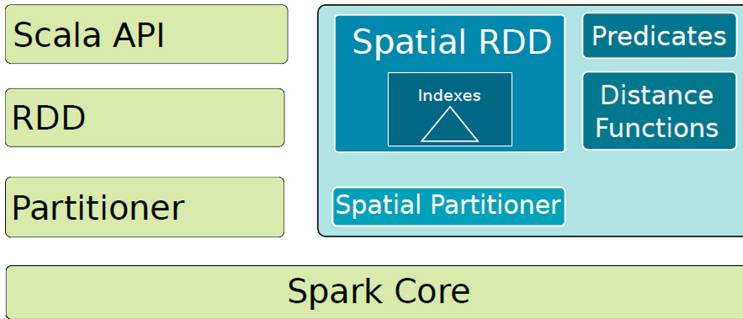 Scala API
RDD
Partitioner
Spatial RDD
Indexes
Predicates
Distance
Functions
Spatial Partitioner
Spark Core